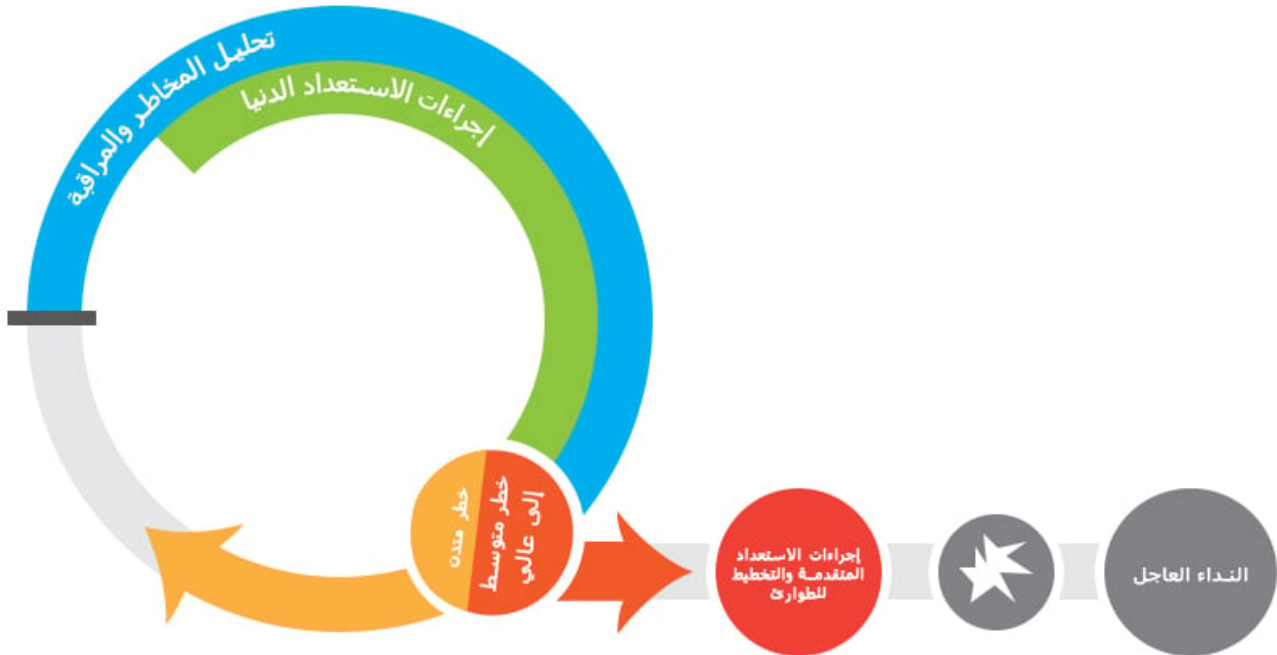 تحليل المخاطر والمراقبة
إجراءات الاستعداد الدنيا
خطر متدن
خطر متوسط
إلى عالي
إجراءات الاستعداد
المتقدمة والتخطيط
للطوارئ
النداء العاجل